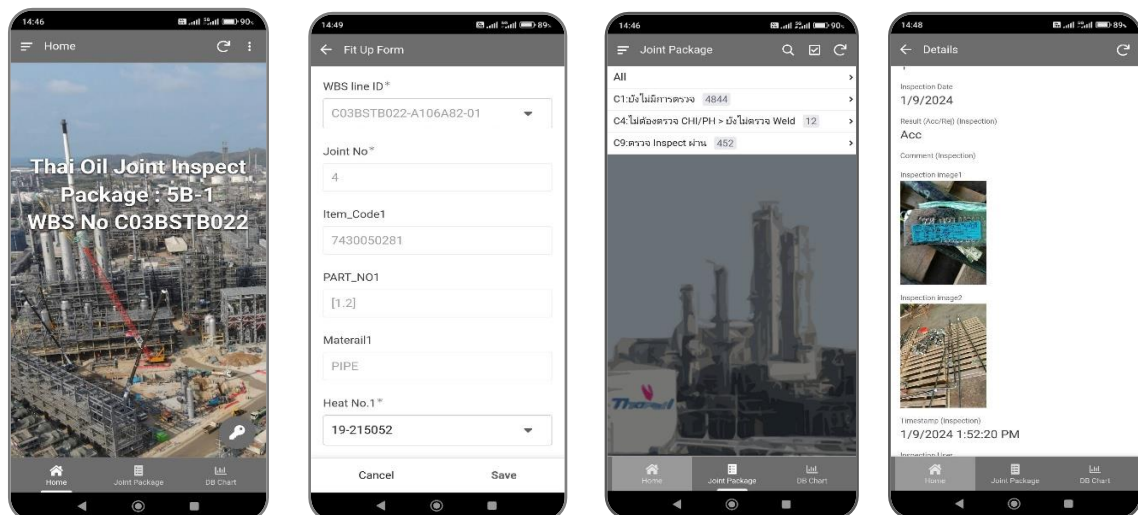 14:46
90%
Home
Thai Oil Joint Inspect
Package : 5B-1
WBS No C03BSTB022
Home
Joint Package
DB Chart
14:49
89%
Fit Up Form
WBS line ID*
C03BSTB022-A106A82-01
Joint No*
4
Item_Code1
7430050281
PART_NO1
[1.2]
Materail1
PIPE
Heat No.1*
19-215052
Cancel
Save
14:46
90%
Joint Package
All
C1:ยังไม่มีการตรวจ 4844
C4:ไม่ต้องตรวจ CHI/PH > ยังไม่ตรวจ Weld 12
C9:ตรวจ Inspect ผ่าน 452
Thaioil
Home
Joint Package
DB Chart
14:48
89%
Details
Inspection Date
1/9/2024
Result (Acc/Rej) (Inspection)
Acc
Comment (Inspection)
Inspection Image1
Inspection Image2
Timestamp (Inspection)
1/9/2024 1:52:20 PM
Inspection User
Home
Joint Package
DB Chart